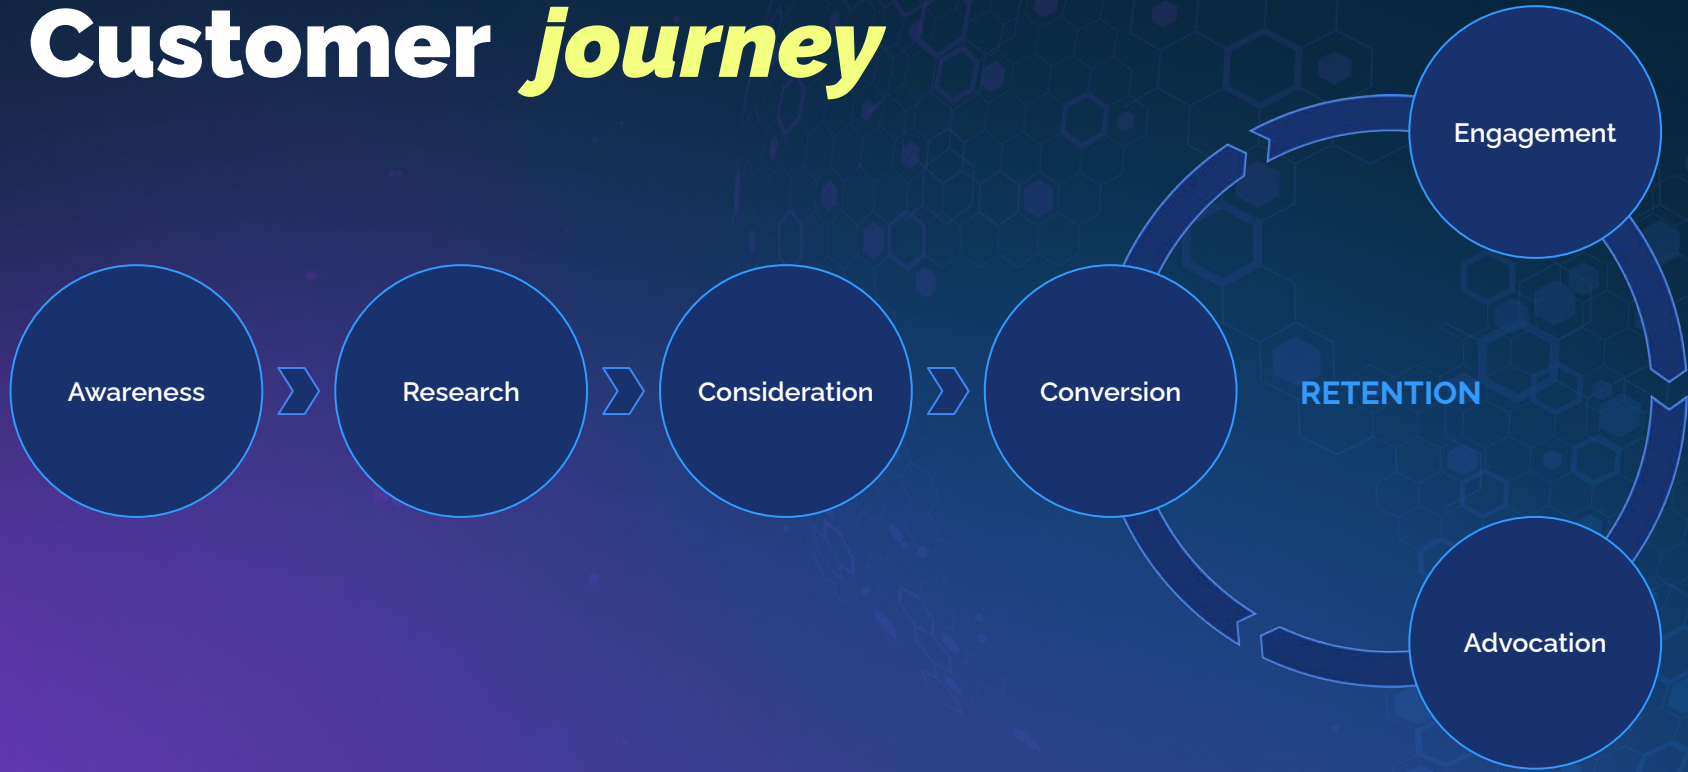 Customer journey
Engagement
Awareness
Research
Consideration
Conversion
RETENTION
Advocation